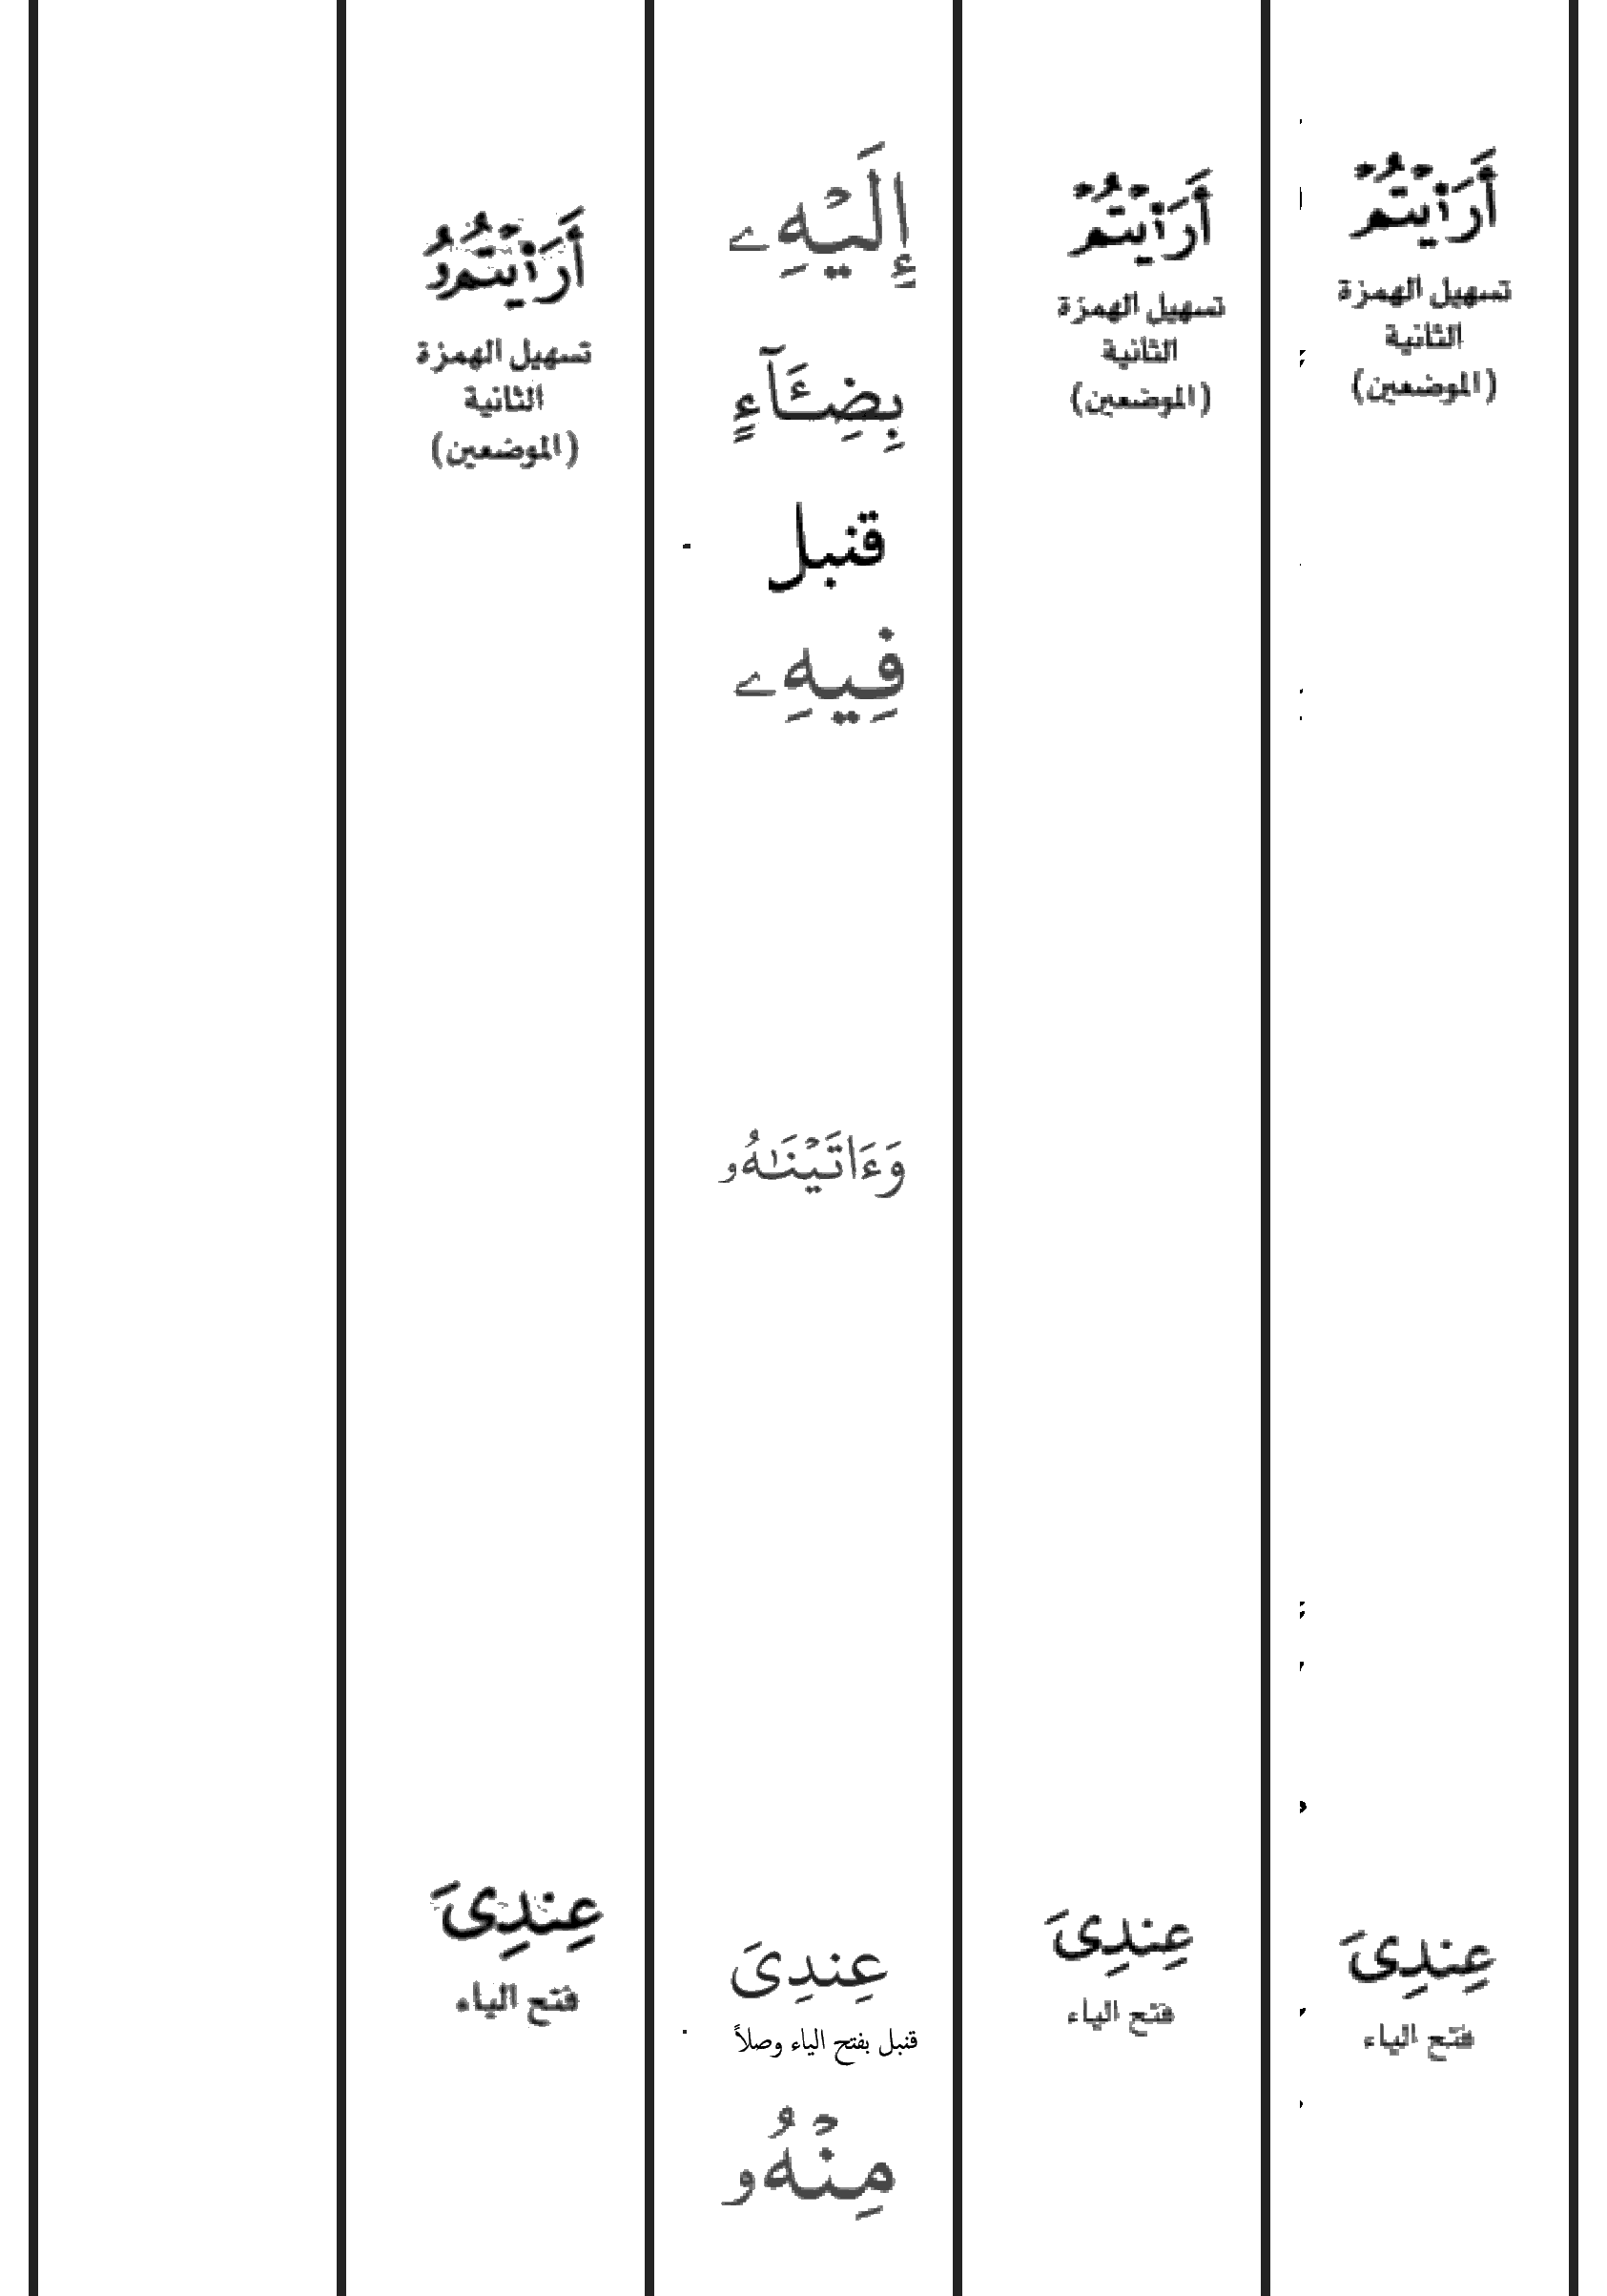 أَرَاٰيْتُمْ
تسهيل الهمزة
الثانية
(الموضعين)
عِندِىَ
فتح الياء
أَرَاٰيْتُمْ
تسهيل الهمزة
الثانية
(الموضعين)
عِندِىَ
فتح الياء
إِلَيْهِۦ
بِضِـَٔآءٍ
قنبل
فِيهِۦ
وَءَاتَيْنَٰهُۥ
عِندِىَ
قنبل بفتح الياء وصلاً
مِنْهُۥ
أَرَاٰيْتُمُۥ
تسهيل الهمزة
الثانية
(الموضعين)
عِندِىَ
فتح الياء